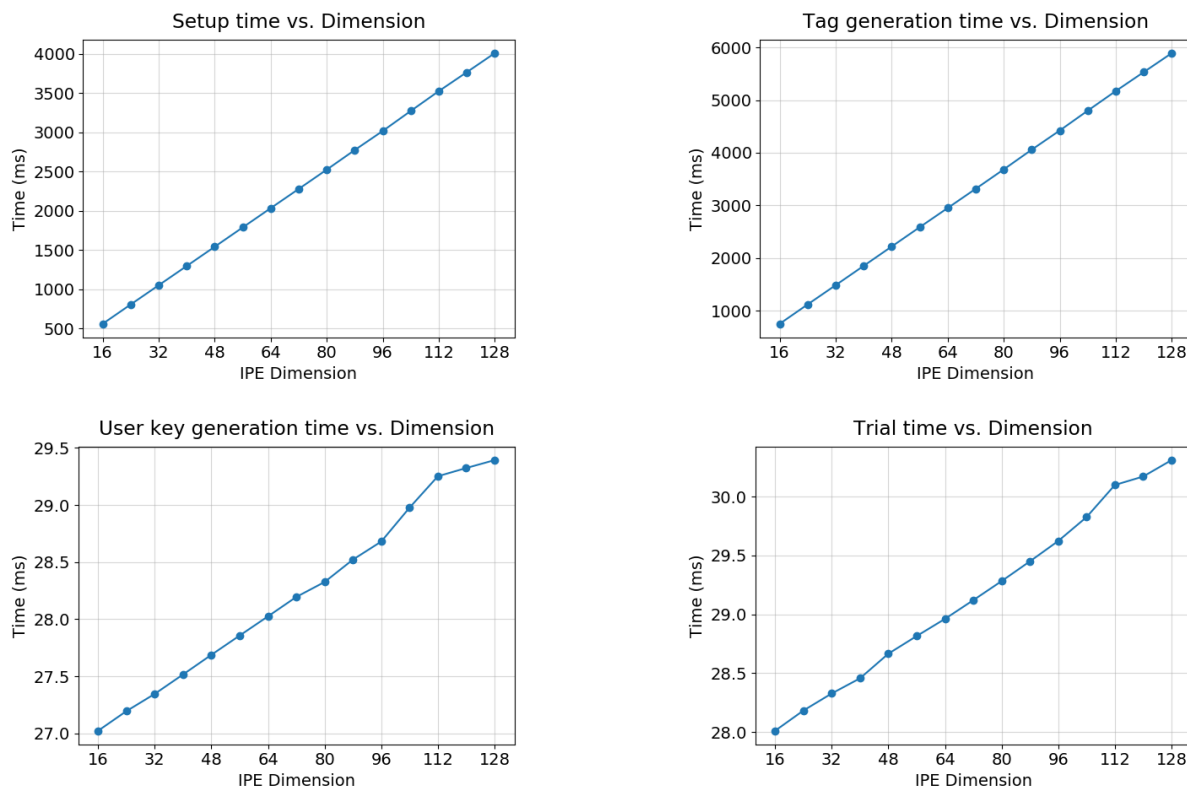 Setup time vs. Dimension
Time (ms)
4000
3500
3000
2500
2000
1500
1000
500
16 32 48 64 80 96 112 128
IPE Dimension
Tag generation time vs. Dimension
Time (ms)
6000
5000
4000
3000
2000
1000
16 32 48 64 80 96 112 128
IPE Dimension
User key generation time vs. Dimension
Time (ms)
29.5
29.0
28.5
28.0
27.5
27.0
16 32 48 64 80 96 112 128
IPE Dimension
Trial time vs. Dimension
Time (ms)
30.0
29.5
29.0
28.5
28.0
16 32 48 64 80 96 112 128
IPE Dimension